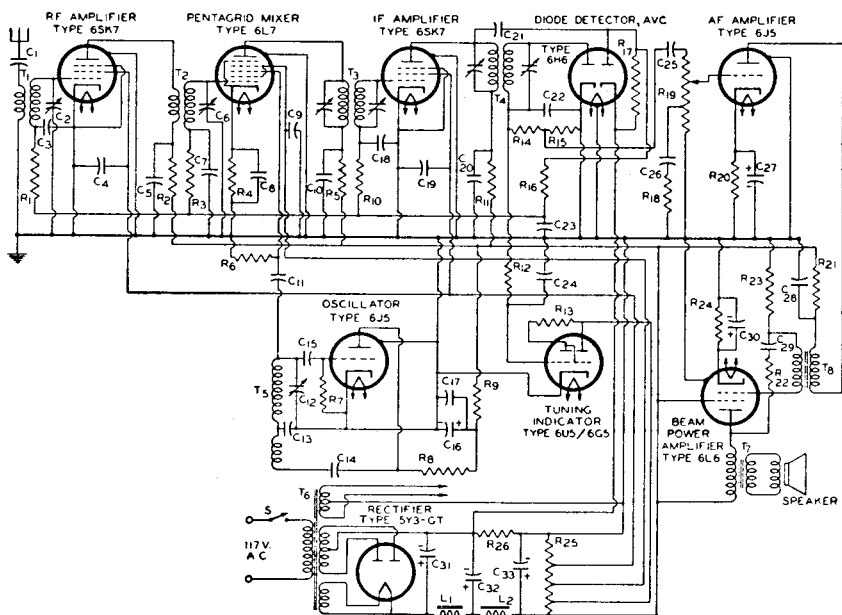 RF AMPLIFIER
TYPE 6SK7
PENTAGRID MIXER
TYPE 6L7
IF AMPLIFIER
TYPE 6SK7
DIODE DETECTOR, AVC
TYPE
6H6
AF AMPLIFIER
TYPE 6J5
C1
T1
C2
C3
R1
C4
C5
R2
T2
C6
C7
R3
R4
C8
C9
C10
R5
T3
R10
C18
C19
C20
R11
C21
T4
C22
R14
R15
R16
R17
C23
C24
R12
C25
R19
C26
R18
R20
C27
R6
C11
OSCILLATOR
TYPE 6J5
C15
T5
C12
R7
C13
C14
C17
C16
R8
R9
R13
TUNING
INDICATOR
TYPE 6U5/6G5
R23
R24
C30
C28
R21
C29
R22
T8
BEAM
POWER
AMPLIFIER
TYPE 6L6
T7
SPEAKER
T6
RECTIFIER
TYPE 5Y3-GT
S
117 V.
A C
C31
C32
R26
C33
R25
L1
L2